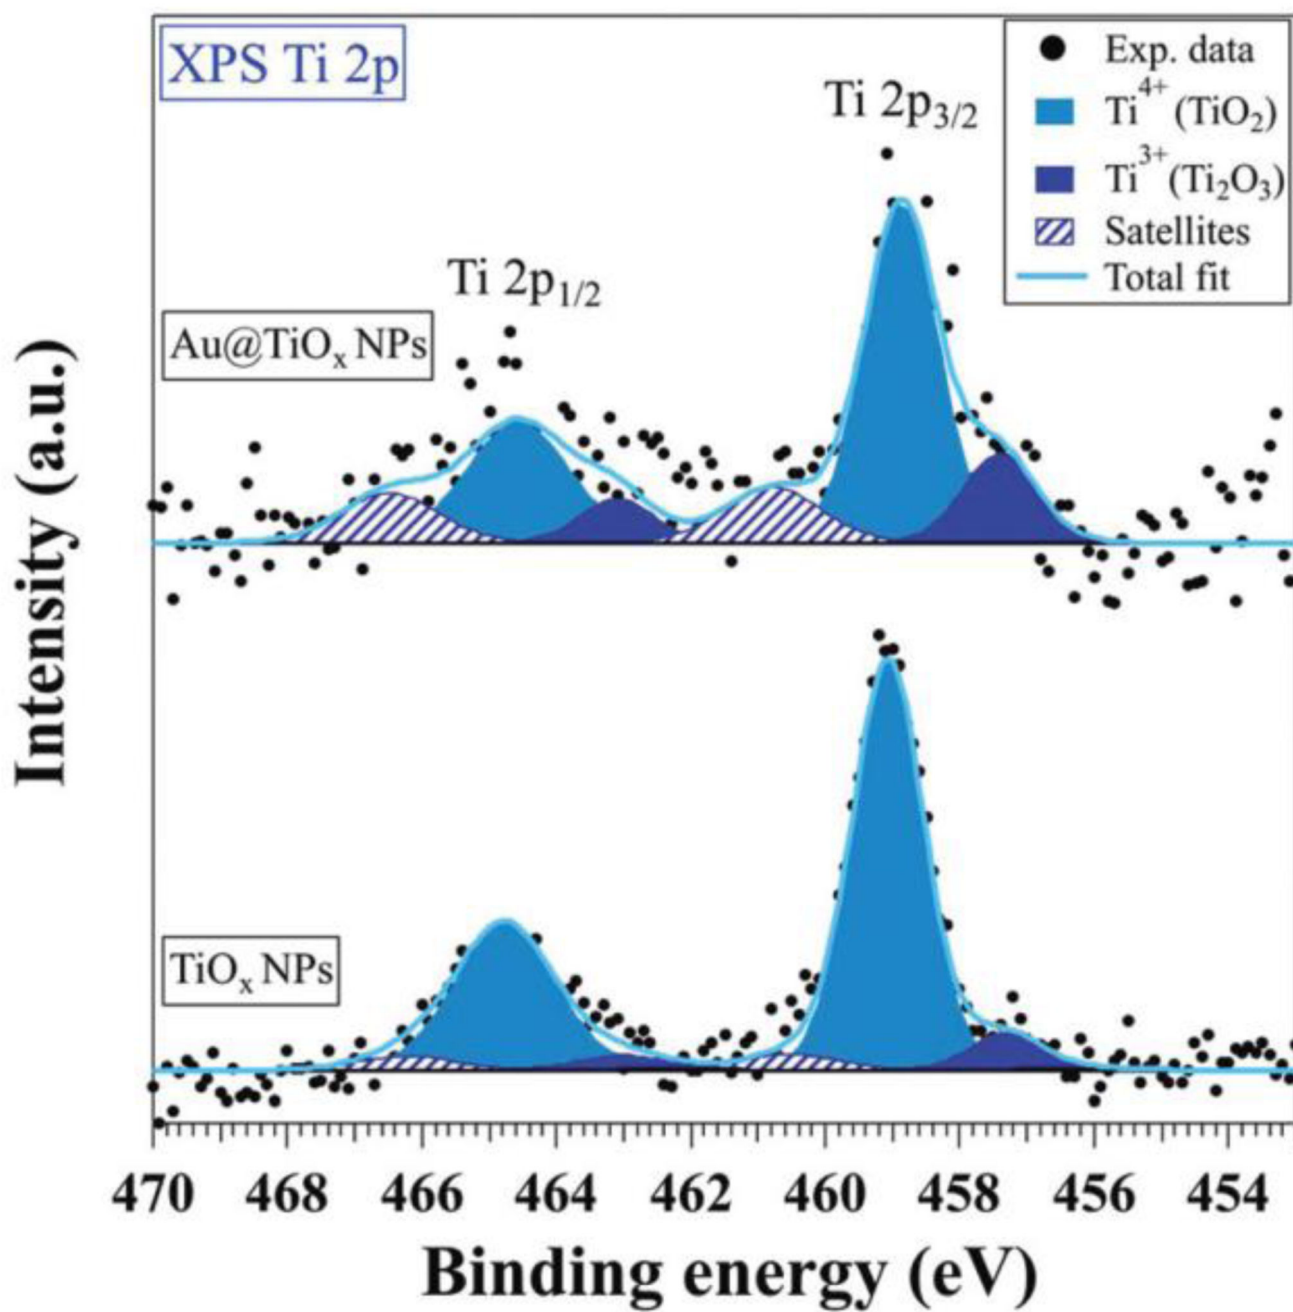 XPS Ti 2p
Exp. data
Ti⁴⁺ (TiO₂)
Ti³⁺ (Ti₂O₃)
Satellites
Total fit
Ti 2p₃/₂
Ti 2p₁/₂
Au@TiOₓ NPs
TiOₓ NPs
Intensity (a.u.)
470 468 466 464 462 460 458 456 454
Binding energy (eV)